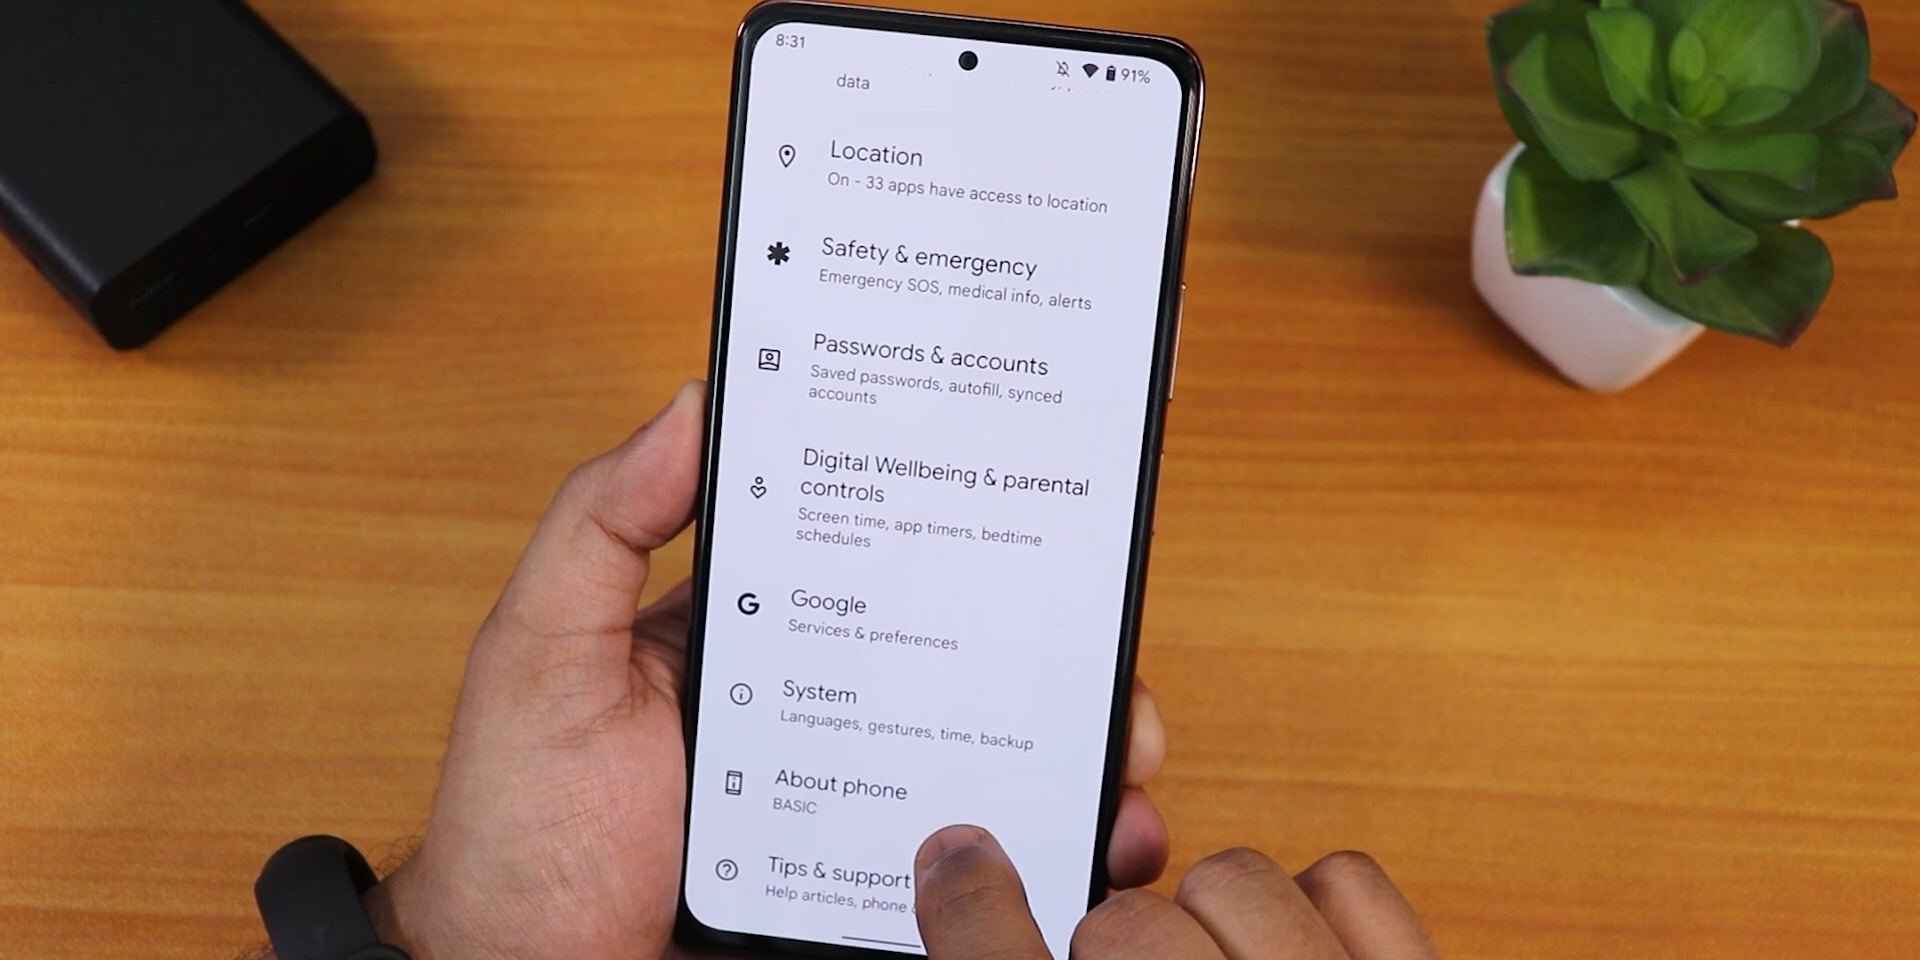 8:31
91%
data
Location
On - 33 apps have access to location
Safety & emergency
Emergency SOS, medical info, alerts
Passwords & accounts
Saved passwords, autofill, synced
accounts
Digital Wellbeing & parental
controls
Screen time, app timers, bedtime
schedules
G
Google
Services & preferences
System
Languages, gestures, time, backup
About phone
BASIC
Tips & support
Help articles, phone